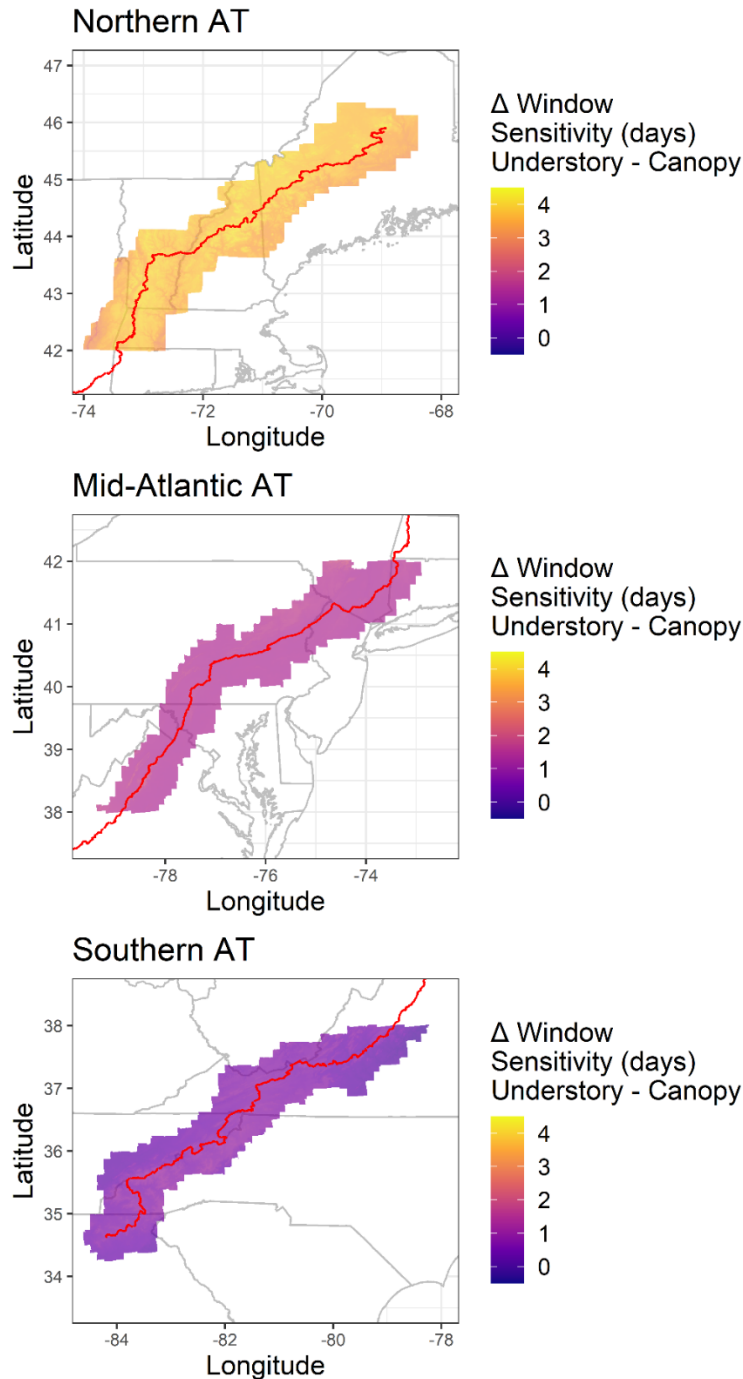 Northern AT
47
46
45
44
43
42
Latitude
-74
-72
-70
-68
Longitude
Δ Window
Sensitivity (days)
Understory - Canopy
4
3
2
1
0
Mid-Atlantic AT
42
41
40
39
38
Latitude
-78
-76
-74
Longitude
Δ Window
Sensitivity (days)
Understory - Canopy
4
3
2
1
0
Southern AT
38
37
36
35
34
Latitude
-84
-82
-80
-78
Longitude
Δ Window
Sensitivity (days)
Understory - Canopy
4
3
2
1
0